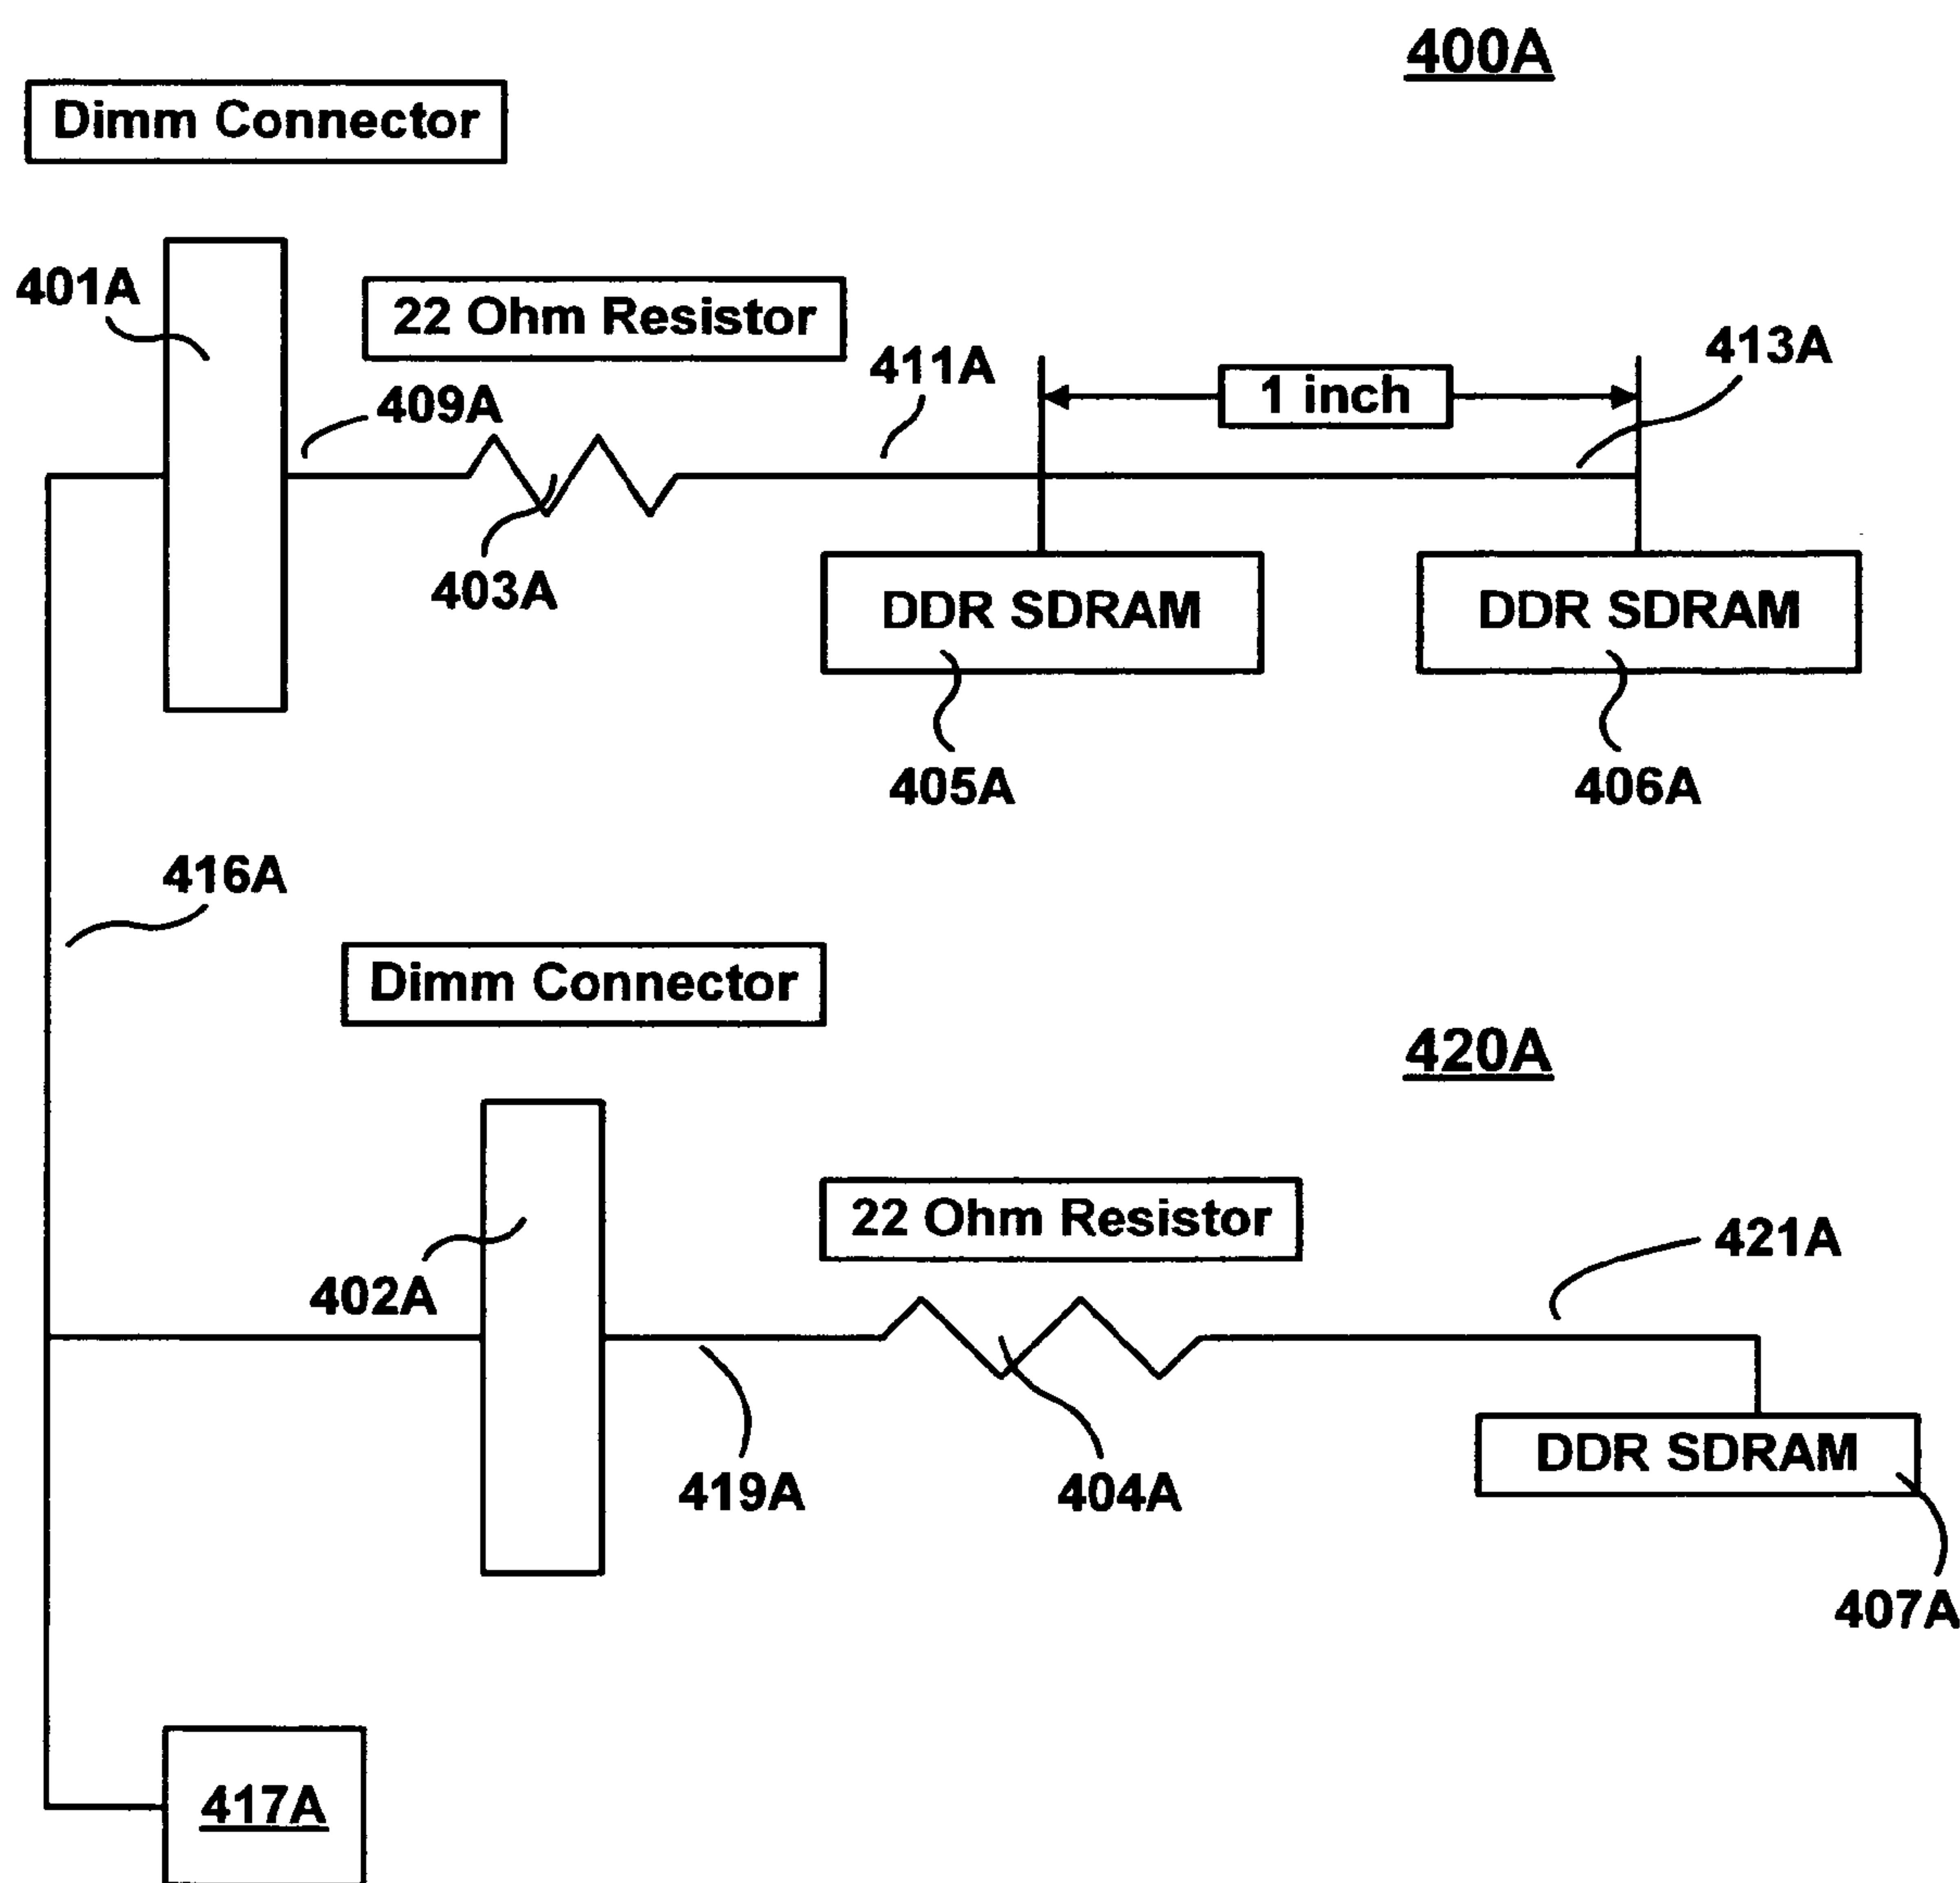 400A
Dimm Connector
401A
22 Ohm Resistor
409A
411A
1 inch
413A
403A
DDR SDRAM
DDR SDRAM
405A
406A
416A
Dimm Connector
420A
22 Ohm Resistor
402A
421A
DDR SDRAM
419A
404A
407A
417A